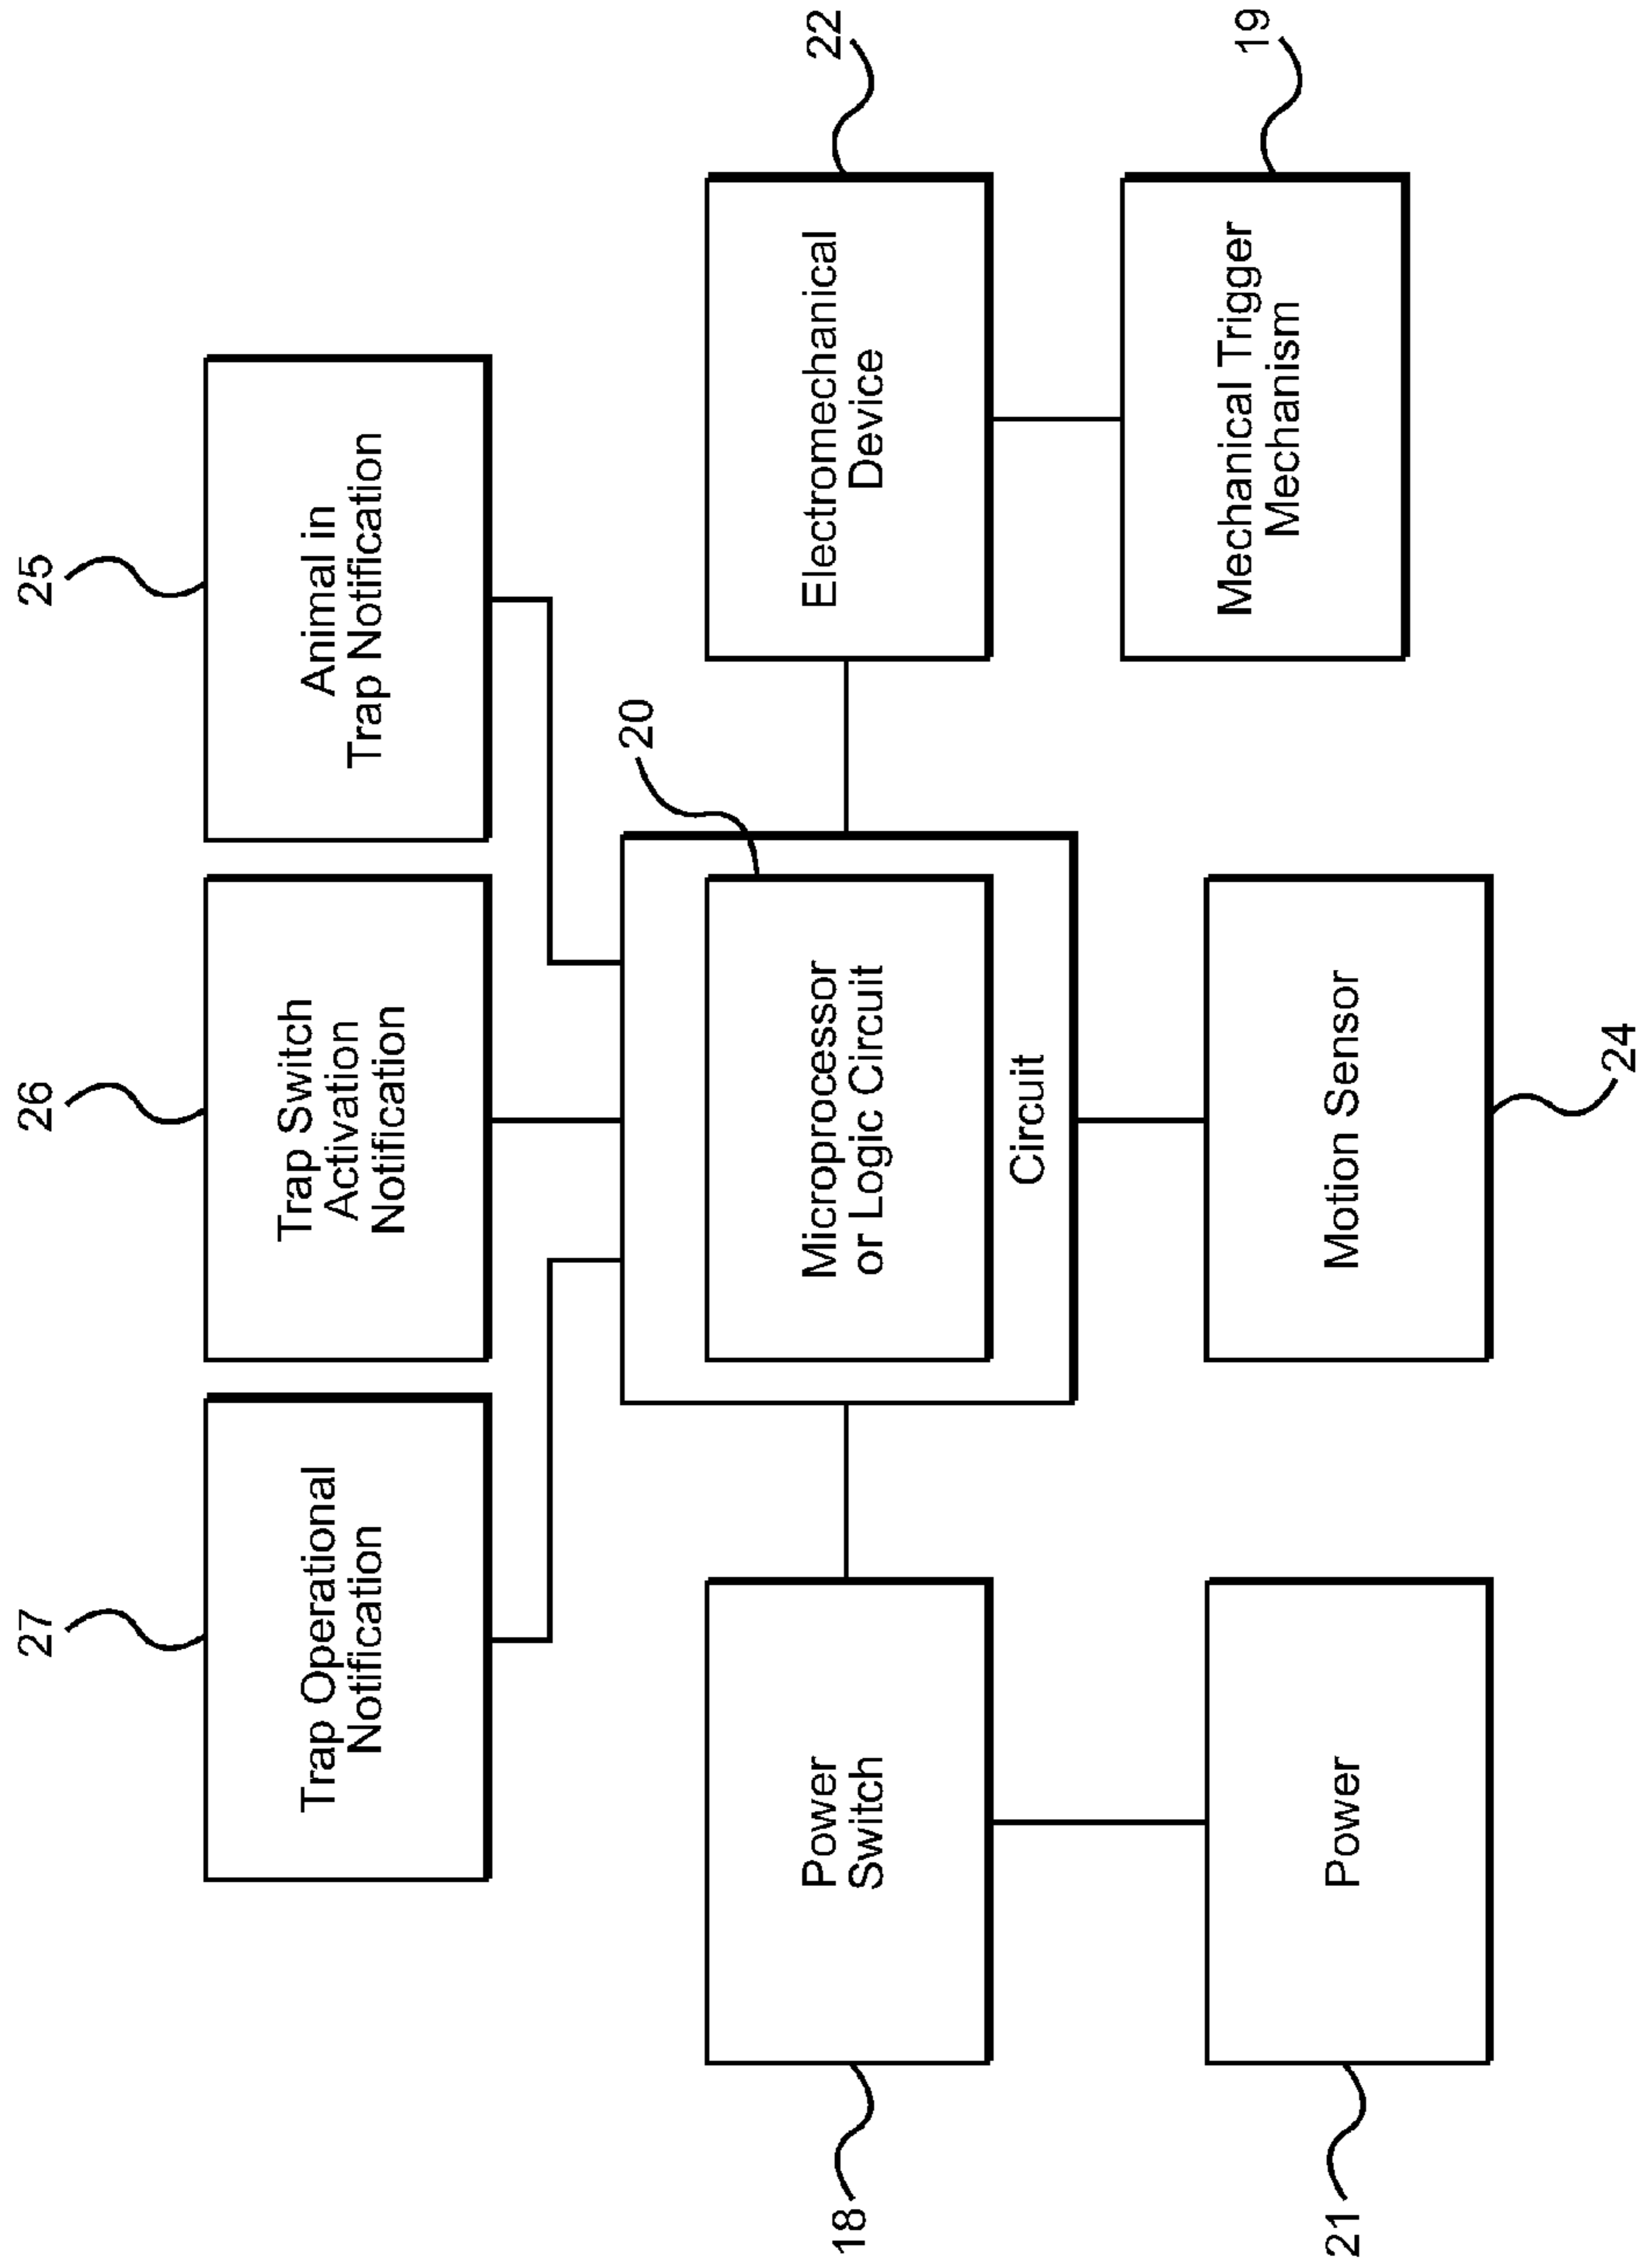 27
26
25
Trap Operational
Notification
Trap Switch
Activation
Notification
Animal in
Trap Notification
20
18
Power
Switch
Microprocessor
or Logic Circuit
Circuit
Electromechanical
Device
22
21
Power
Motion Sensor
24
Mechanical Trigger
Mechanism
19